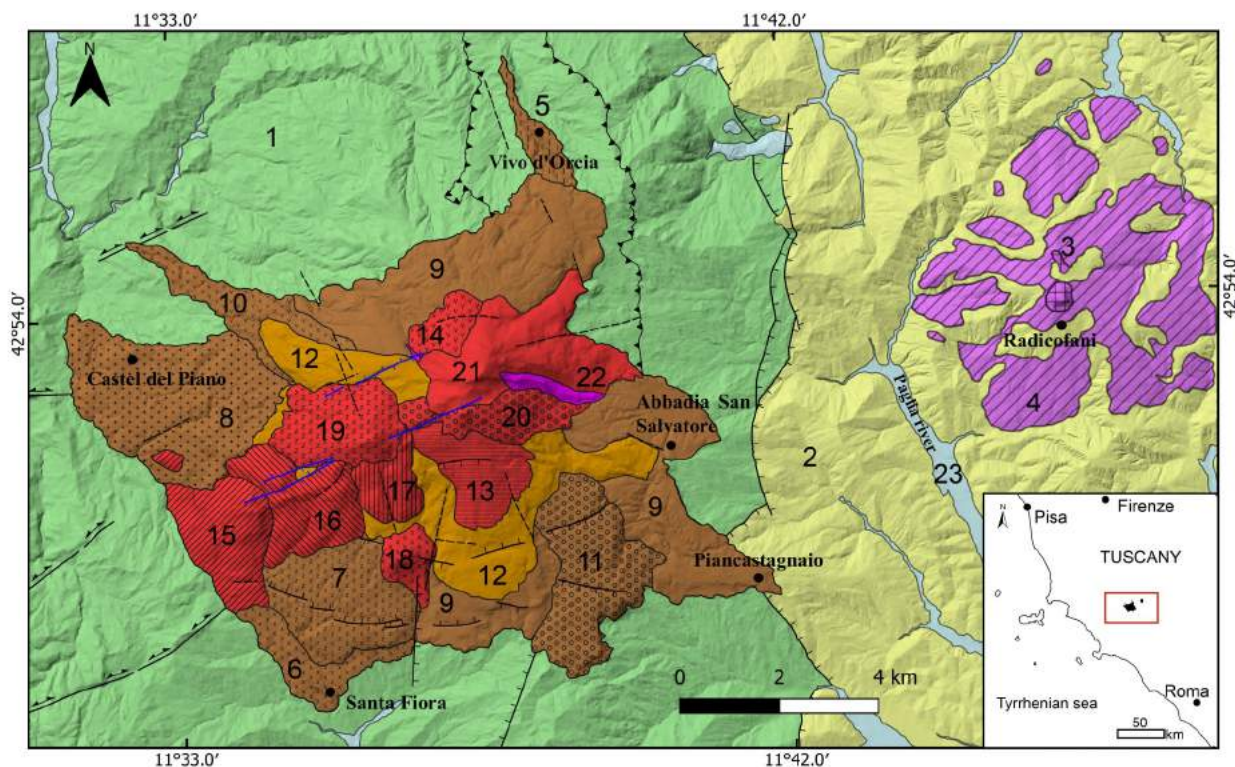 11°33.0'
11°42.0'
N
5
1
Vivo d'Orcia
3
9
10
42°54.0'
42°54.0'
14
12
Radicofani
Castel del Piano
21
22
Paglia river
4
8
19
20
Abbadia San
Salvatore
2
23
17
13
9
15
16
Pisa
Firenze
N
18
11
Piancastagnaio
TUSCANY
7
12
9
6
Santa Fiora
0
2
4 km
Roma
Tyrrhenian sea
50
km
11°33.0'
11°42.0'